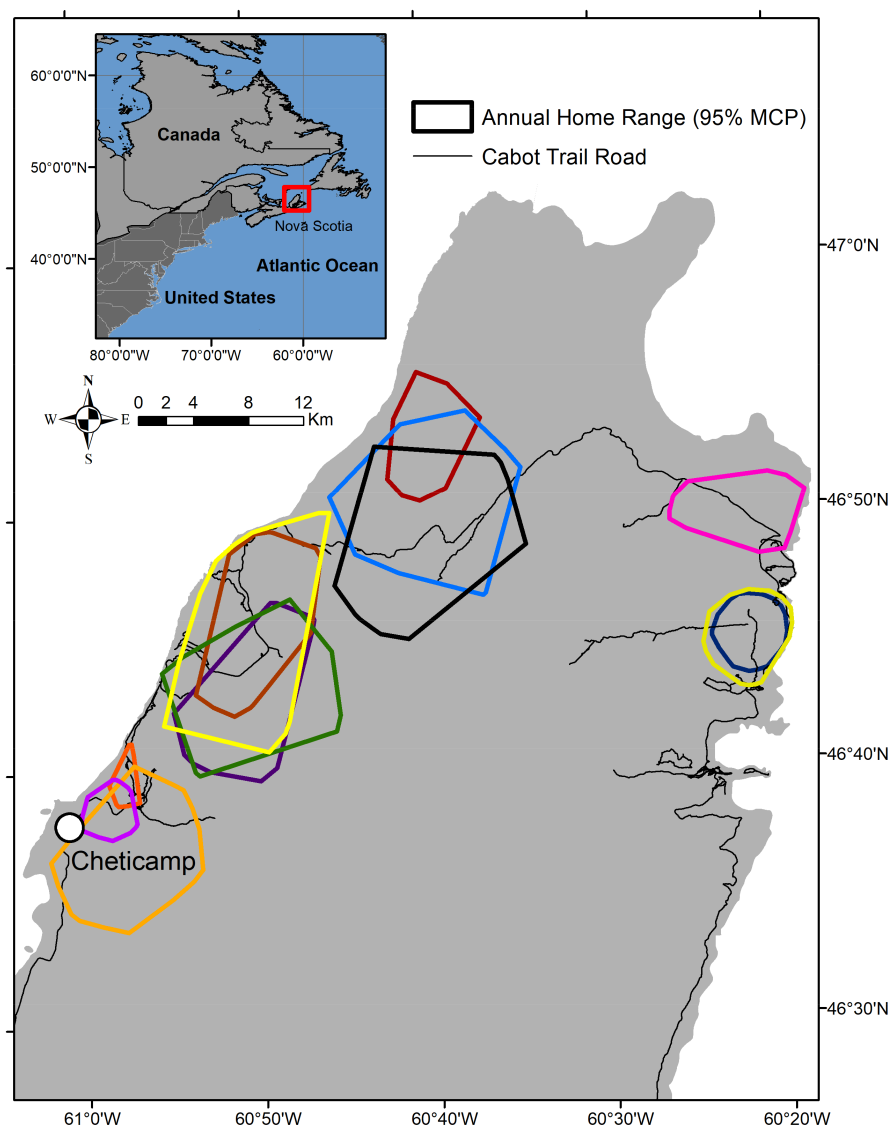 60°0'0"N
Canada
50°0'0"N
Nova Scotia
40°0'0"N
Atlantic Ocean
United States
80°0'0"W 70°0'0"W 60°0'0"W
Annual Home Range (95% MCP)
Cabot Trail Road
N
W E
S
0 2 4 8 12
Km
47°0'N
46°50'N
46°40'N
46°30'N
Cheticamp
61°0'W 60°50'W 60°40'W 60°30'W 60°20'W